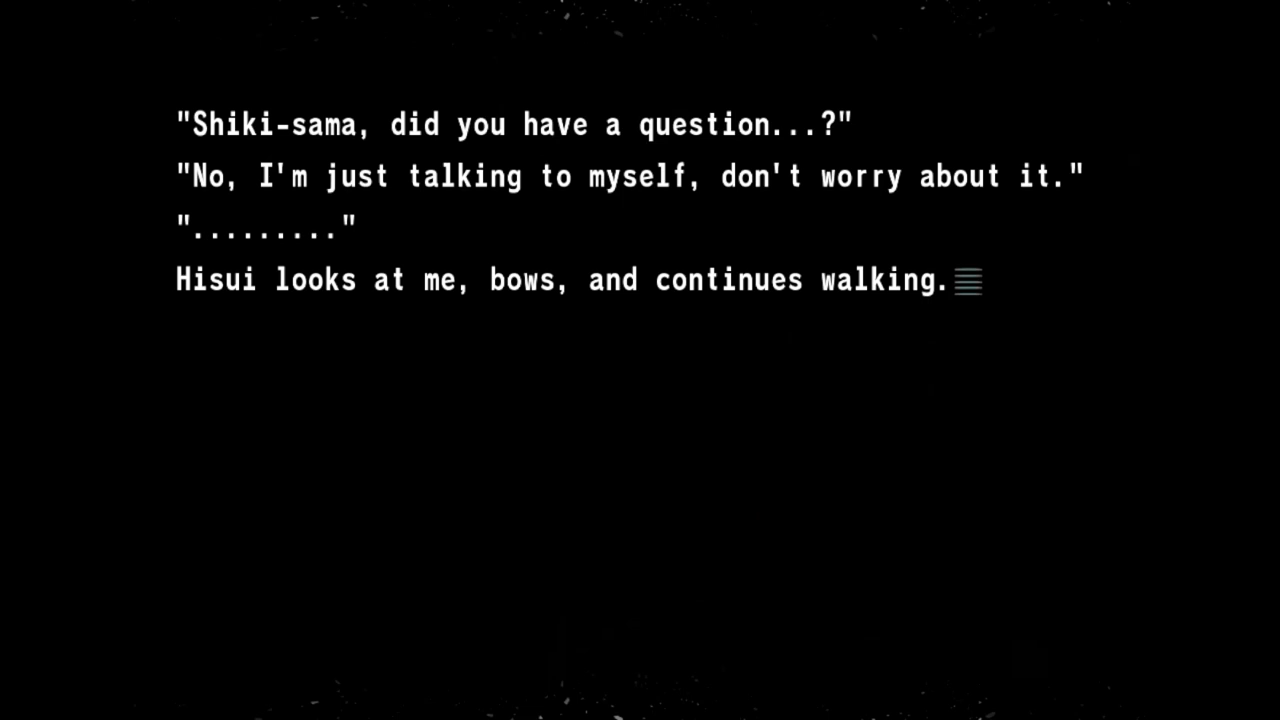 "Shiki-sama, did you have a question...?"
"No, I'm just talking to myself, don't worry about it."
"........."
Hisui looks at me, bows, and continues walking.